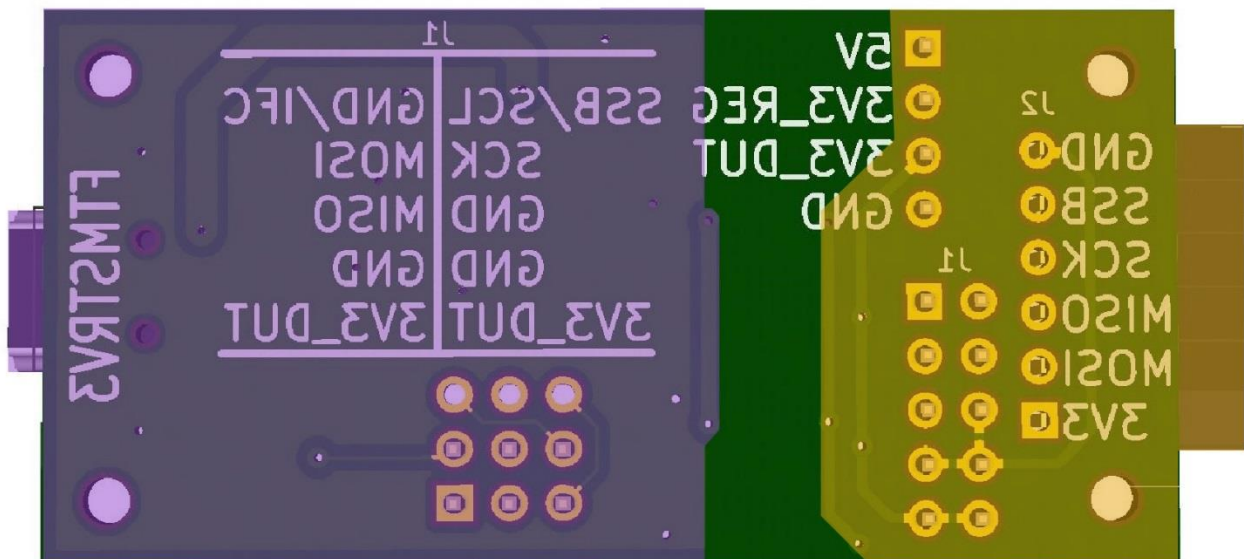 J1
SSB/SCL GND/IFC
SCK MOSI
GND MISO
GND GND
3V3_DUT 3V3_DUT
FTMSTRV3
5V
3V3_REG
3V3_DUT
GND
J1
J2
GND
SSB
SCK
MISO
MOSI
3V3